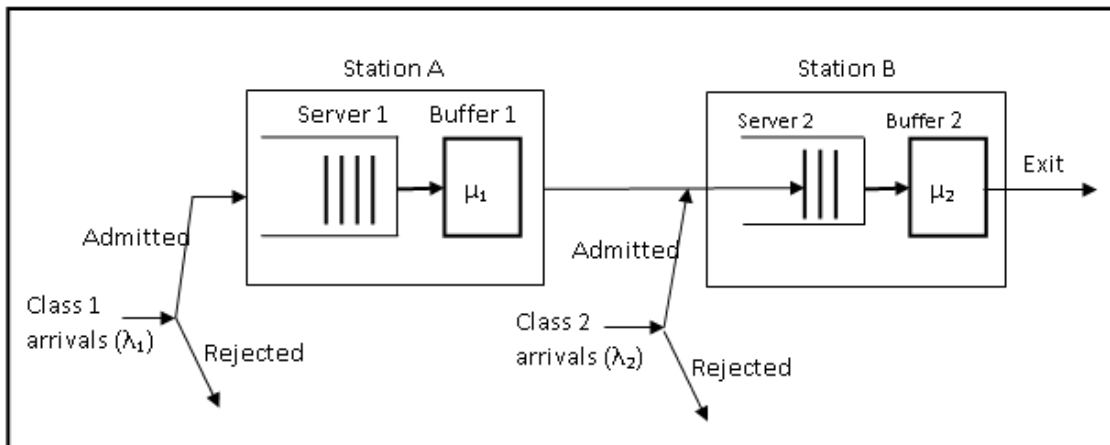 Station A
Station B
Server 1
Buffer 1
Server 2
Buffer 2
μ₁
μ₂
Exit
Admitted
Admitted
Class 1
arrivals (λ₁)
Rejected
Class 2
arrivals (λ₂)
Rejected